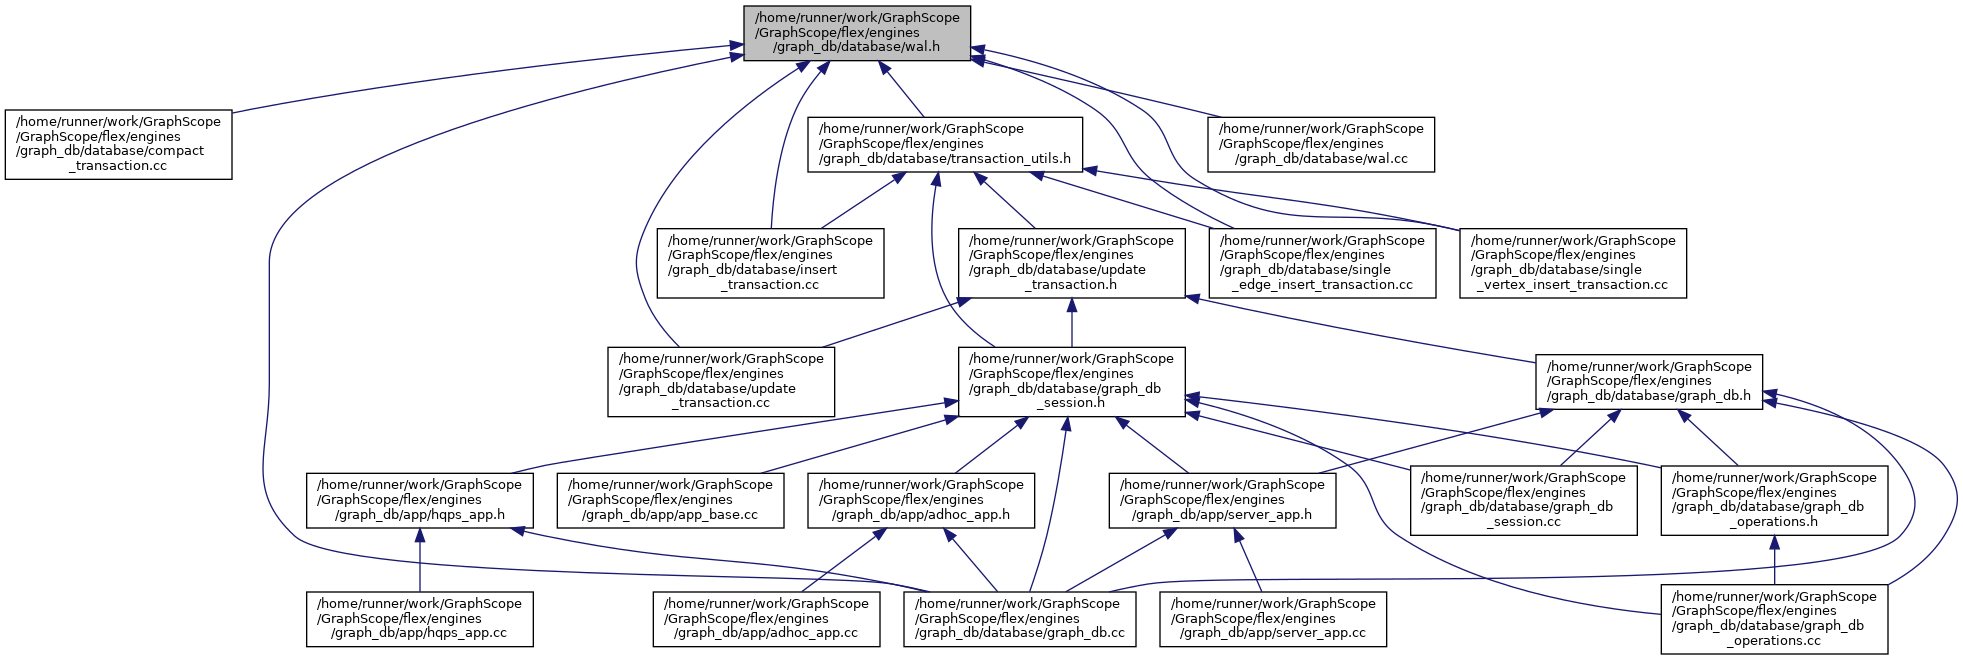 /home/runner/work/GraphScope
/GraphScope/flex/engines
/graph_db/database/wal.h
/home/runner/work/GraphScope
/GraphScope/flex/engines
/graph_db/database/compact
_transaction.cc
/home/runner/work/GraphScope
/GraphScope/flex/engines
/graph_db/database/transaction_utils.h
/home/runner/work/GraphScope
/GraphScope/flex/engines
/graph_db/database/wal.cc
/home/runner/work/GraphScope
/GraphScope/flex/engines
/graph_db/database/insert
_transaction.cc
/home/runner/work/GraphScope
/GraphScope/flex/engines
/graph_db/database/update
_transaction.h
/home/runner/work/GraphScope
/GraphScope/flex/engines
/graph_db/database/single
_edge_insert_transaction.cc
/home/runner/work/GraphScope
/GraphScope/flex/engines
/graph_db/database/single
_vertex_insert_transaction.cc
/home/runner/work/GraphScope
/GraphScope/flex/engines
/graph_db/database/update
_transaction.cc
/home/runner/work/GraphScope
/GraphScope/flex/engines
/graph_db/database/graph_db
_session.h
/home/runner/work/GraphScope
/GraphScope/flex/engines
/graph_db/database/graph_db.h
/home/runner/work/GraphScope
/GraphScope/flex/engines
/graph_db/app/hqps_app.h
/home/runner/work/GraphScope
/GraphScope/flex/engines
/graph_db/app/app_base.cc
/home/runner/work/GraphScope
/GraphScope/flex/engines
/graph_db/app/adhoc_app.h
/home/runner/work/GraphScope
/GraphScope/flex/engines
/graph_db/app/server_app.h
/home/runner/work/GraphScope
/GraphScope/flex/engines
/graph_db/database/graph_db
_session.cc
/home/runner/work/GraphScope
/GraphScope/flex/engines
/graph_db/database/graph_db
_operations.h
/home/runner/work/GraphScope
/GraphScope/flex/engines
/graph_db/app/hqps_app.cc
/home/runner/work/GraphScope
/GraphScope/flex/engines
/graph_db/app/adhoc_app.cc
/home/runner/work/GraphScope
/GraphScope/flex/engines
/graph_db/database/graph_db.cc
/home/runner/work/GraphScope
/GraphScope/flex/engines
/graph_db/app/server_app.cc
/home/runner/work/GraphScope
/GraphScope/flex/engines
/graph_db/database/graph_db
_operations.cc